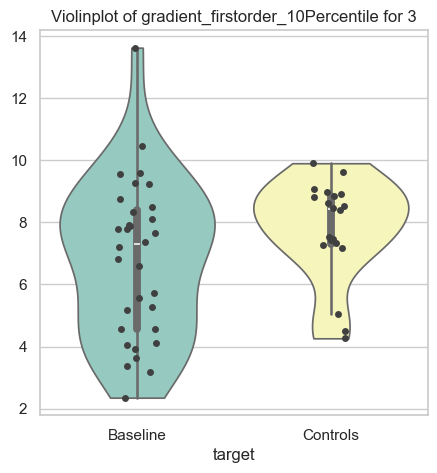 Violinplot of gradient_firstorder_10Percentile for 3
14
12
10
8
6
4
2
Baseline
Controls
target